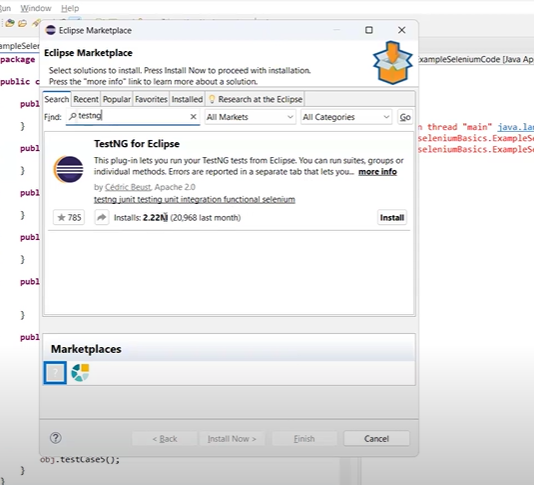 Run Window Help
Eclipse Marketplace
Eclipse Marketplace
Select solutions to install. Press Install Now to proceed with installation.
Press the "more info" link to learn more about a solution.
Search Recent Popular Favorites Installed Research at the Eclipse
Find: testng All Markets All Categories Go
TestNG for Eclipse
This plug-in lets you run your TestNG tests from Eclipse. You can run suites, groups or
individual methods. Errors are reported in a separate tab that lets you... more info
by Cédric Beust, Apache 2.0
testng junit testing unit integration functional selenium
785 Installs: 2.22M (20,968 last month) Install
Marketplaces
? < Back Install Now > Finish Cancel
package
public c
publ
}
publ
}
publ
}
publ
publ
}
publ
obj.testCase5();
}
}
xampleSeleniumCode [Java Ap
n thread "main" java.lan
seleniumBasics.ExampleSe
seleniumBasics.ExampleSe